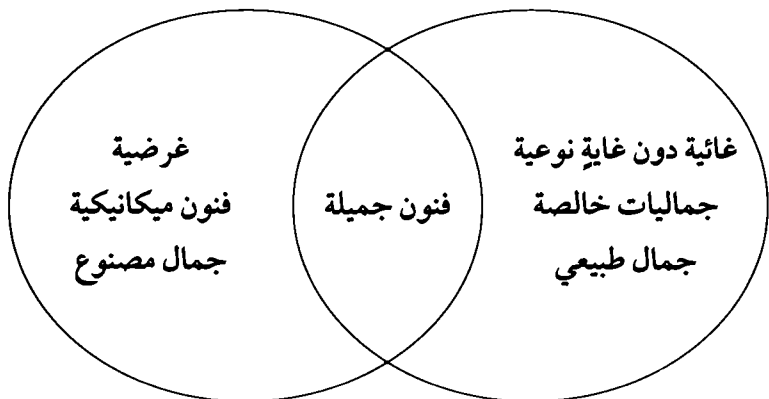 غائية دون غايةٍ نوعية
جماليات خالصة
جمال طبيعي
فنون جميلة
غرضية
فنون ميكانيكية
جمال مصنوع